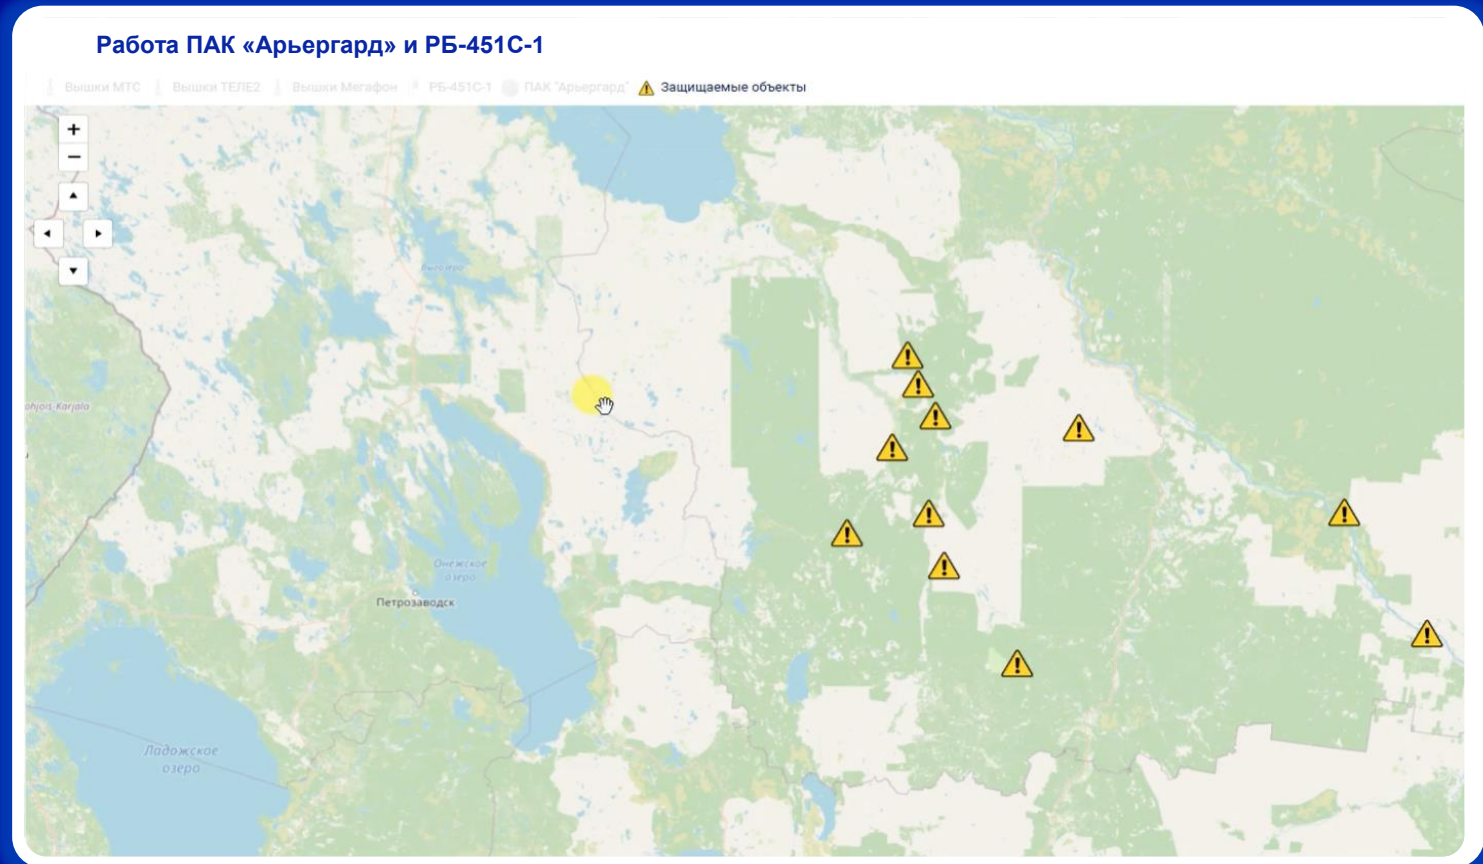 Работа ПАК «Арьергард» и РБ-451С-1
Вышки МТС Вышки ТЕЛЕ2 Вышки Мегафон РБ-451С-1 ПАК "Арьергард" Защищаемые объекты
+
−
Выгозеро
ohjois-Karjala
Онежское
озеро
Петрозаводск
Ладожское
озеро